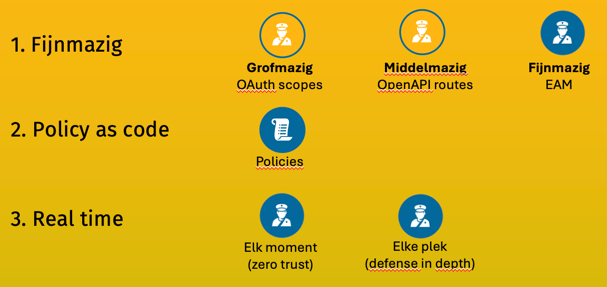 1. Fijnmazig
Grofmazig
OAuth scopes
Middelmazig
OpenAPI routes
Fijnmazig
EAM
2. Policy as code
Policies
3. Real time
Elk moment
(zero trust)
Elke plek
(defense in depth)